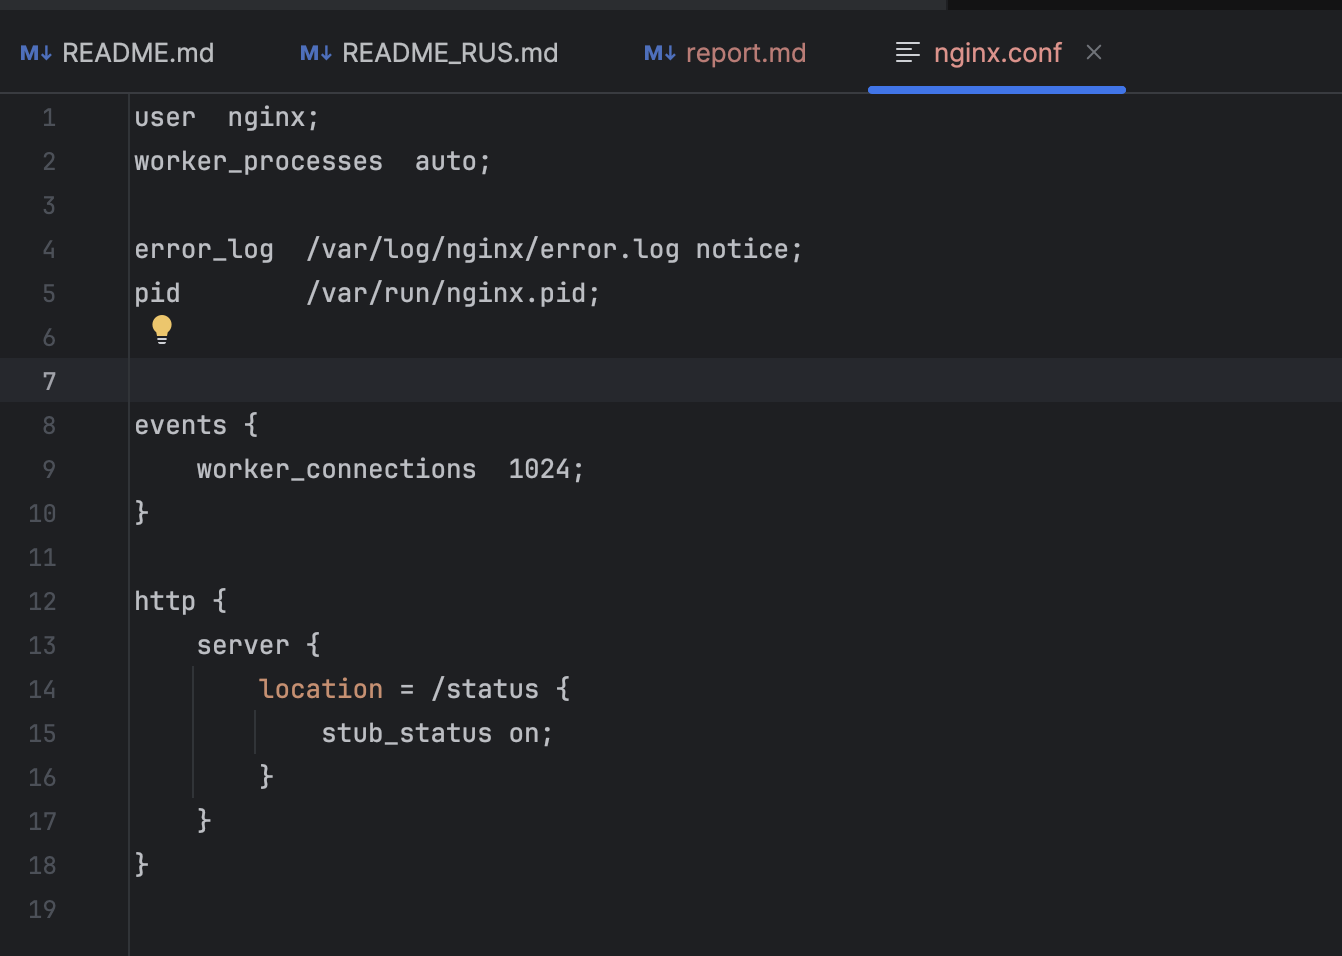 README.md README_RUS.md report.md nginx.conf
1 user  nginx;
2 worker_processes  auto;
3
4 error_log  /var/log/nginx/error.log notice;
5 pid        /var/run/nginx.pid;
6
7
8 events {
9     worker_connections  1024;
10 }
11
12 http {
13     server {
14         location = /status {
15             stub_status on;
16         }
17     }
18 }
19